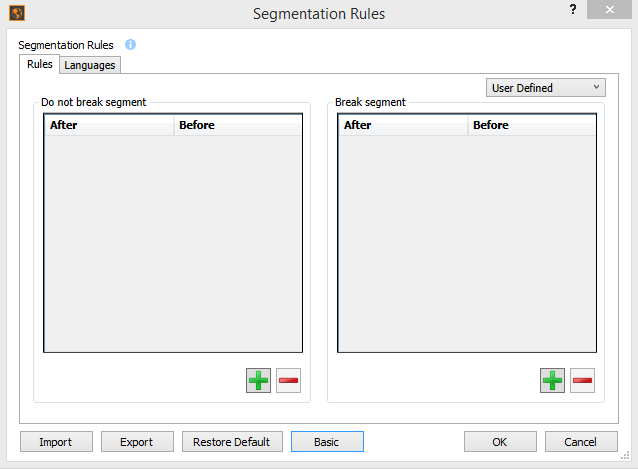 Segmentation Rules
?
Segmentation Rules
Rules
Languages
User Defined
Do not break segment
After Before
Break segment
After Before
Import
Export
Restore Default
Basic
OK
Cancel